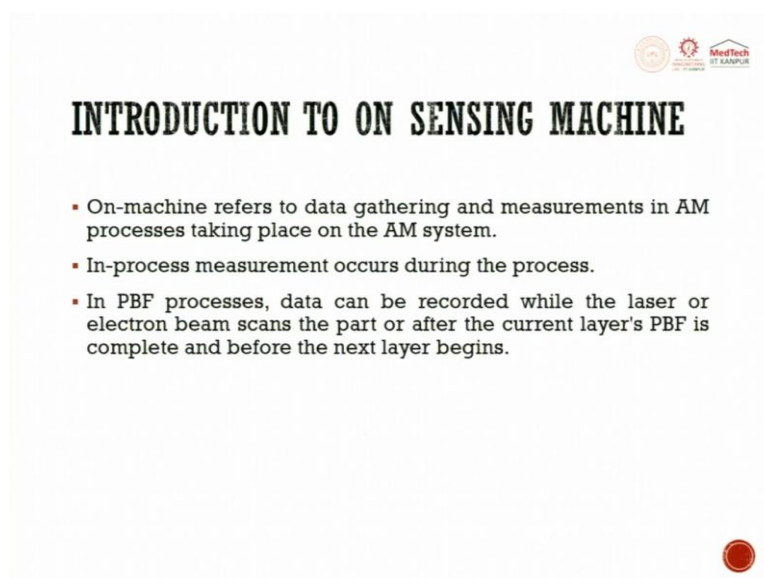 MedTech
IIT KANPUR
INTRODUCTION TO ON SENSING MACHINE
▪ On-machine refers to data gathering and measurements in AM
processes taking place on the AM system.
▪ In-process measurement occurs during the process.
▪ In PBF processes, data can be recorded while the laser or
electron beam scans the part or after the current layer's PBF is
complete and before the next layer begins.